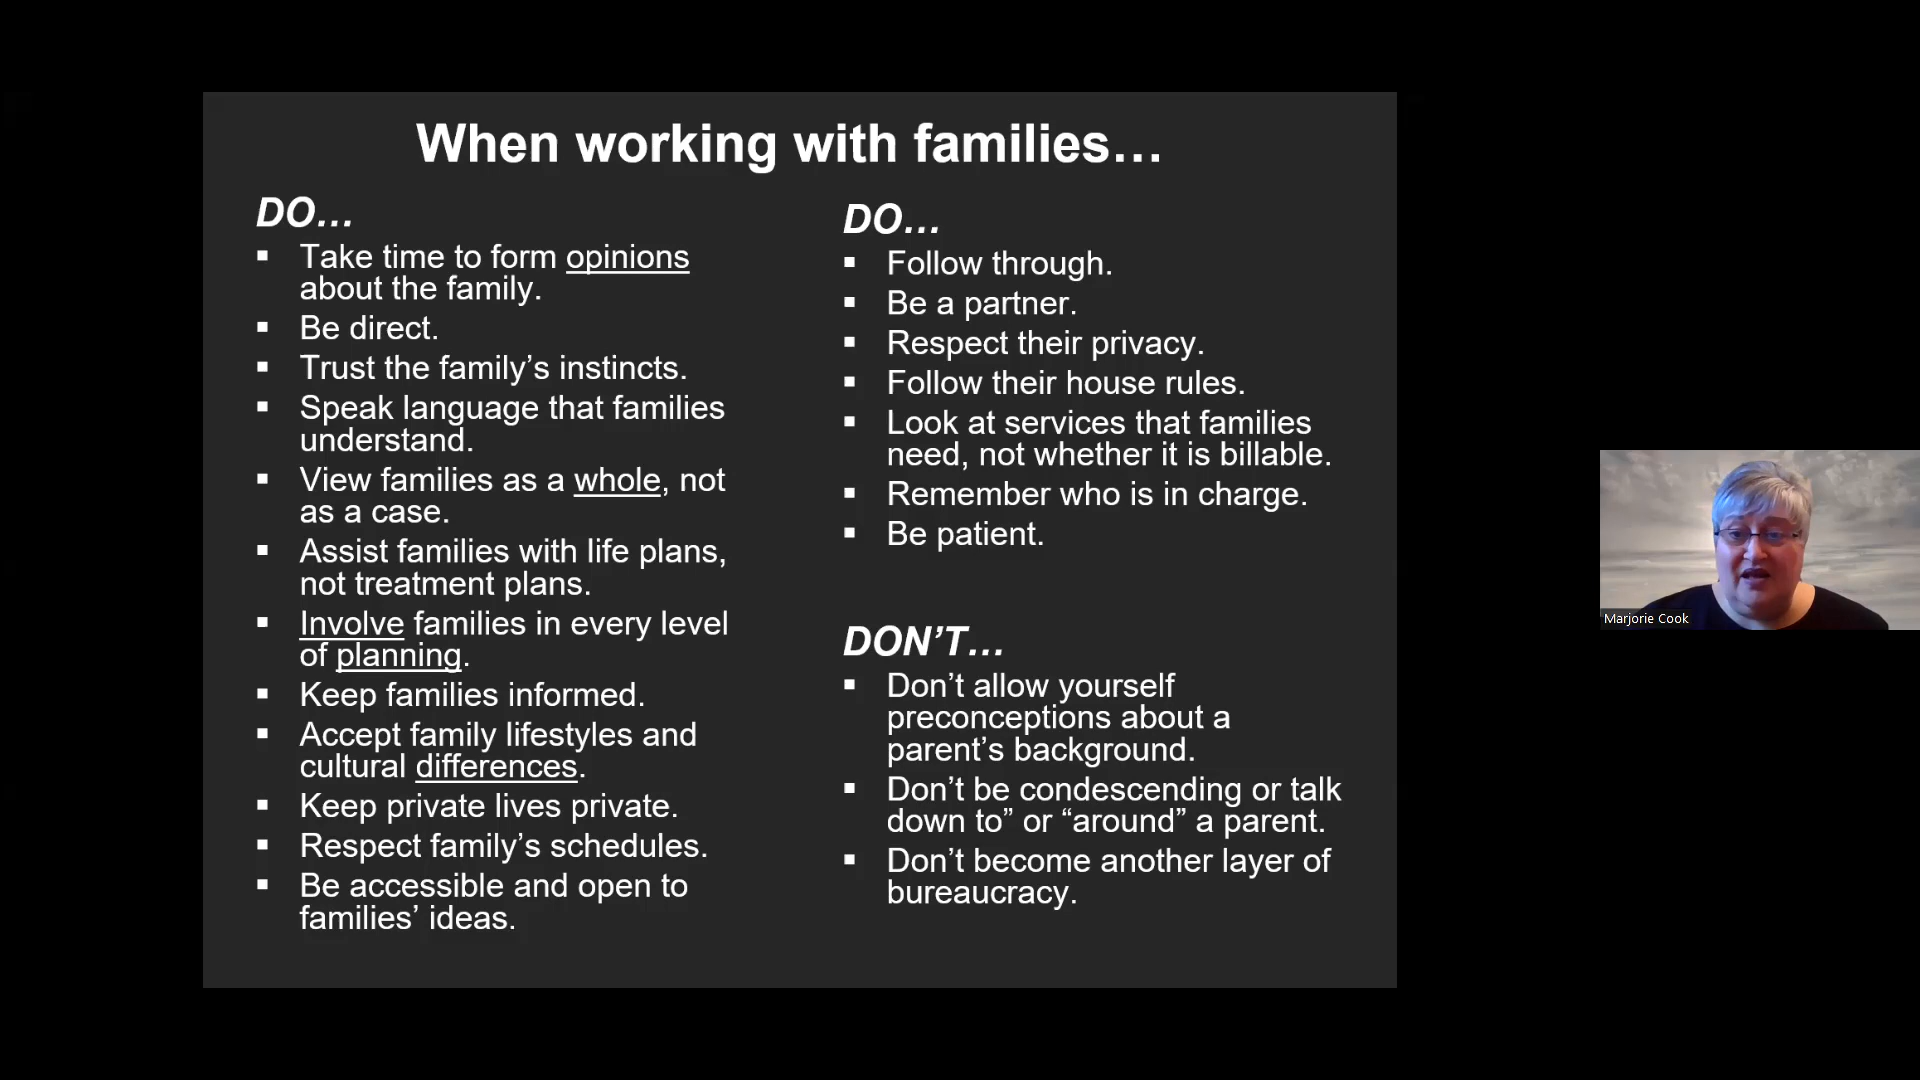 When working with families…
DO…
▪ Take time to form opinions
about the family.
▪ Be direct.
▪ Trust the family’s instincts.
▪ Speak language that families
understand.
▪ View families as a whole, not
as a case.
▪ Assist families with life plans,
not treatment plans.
▪ Involve families in every level
of planning.
▪ Keep families informed.
▪ Accept family lifestyles and
cultural differences.
▪ Keep private lives private.
▪ Respect family’s schedules.
▪ Be accessible and open to
families’ ideas.
DO…
▪ Follow through.
▪ Be a partner.
▪ Respect their privacy.
▪ Follow their house rules.
▪ Look at services that families
need, not whether it is billable.
▪ Remember who is in charge.
▪ Be patient.
DON’T…
▪ Don’t allow yourself
preconceptions about a
parent’s background.
▪ Don’t be condescending or talk
down to” or “around” a parent.
▪ Don’t become another layer of
bureaucracy.
Marjorie Cook